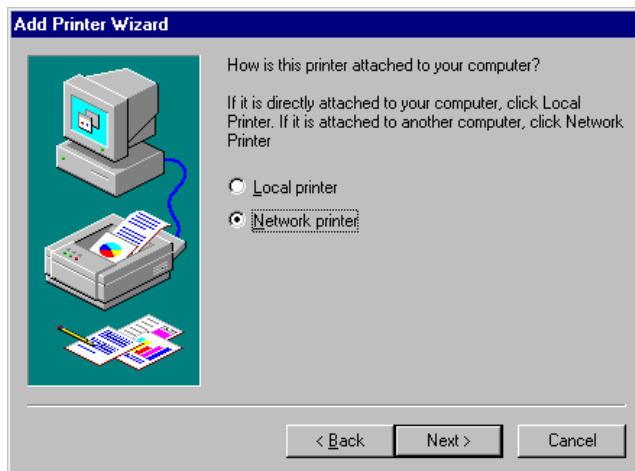 Add Printer Wizard
How is this printer attached to your computer?
If it is directly attached to your computer, click Local
Printer. If it is attached to another computer, click Network
Printer
Local printer
Network printer
< Back
Next >
Cancel